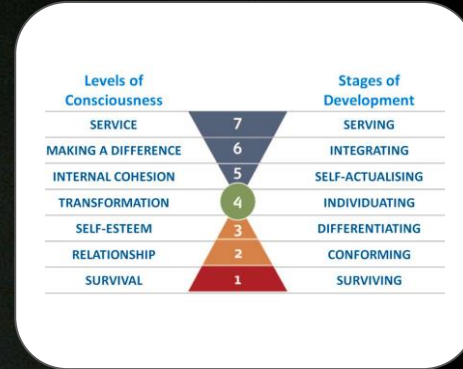 Levels of
Consciousness
Stages of
Development
SERVICE 7 SERVING
MAKING A DIFFERENCE 6 INTEGRATING
INTERNAL COHESION 5 SELF-ACTUALISING
TRANSFORMATION 4 INDIVIDUATING
SELF-ESTEEM 3 DIFFERENTIATING
RELATIONSHIP 2 CONFORMING
SURVIVAL 1 SURVIVING